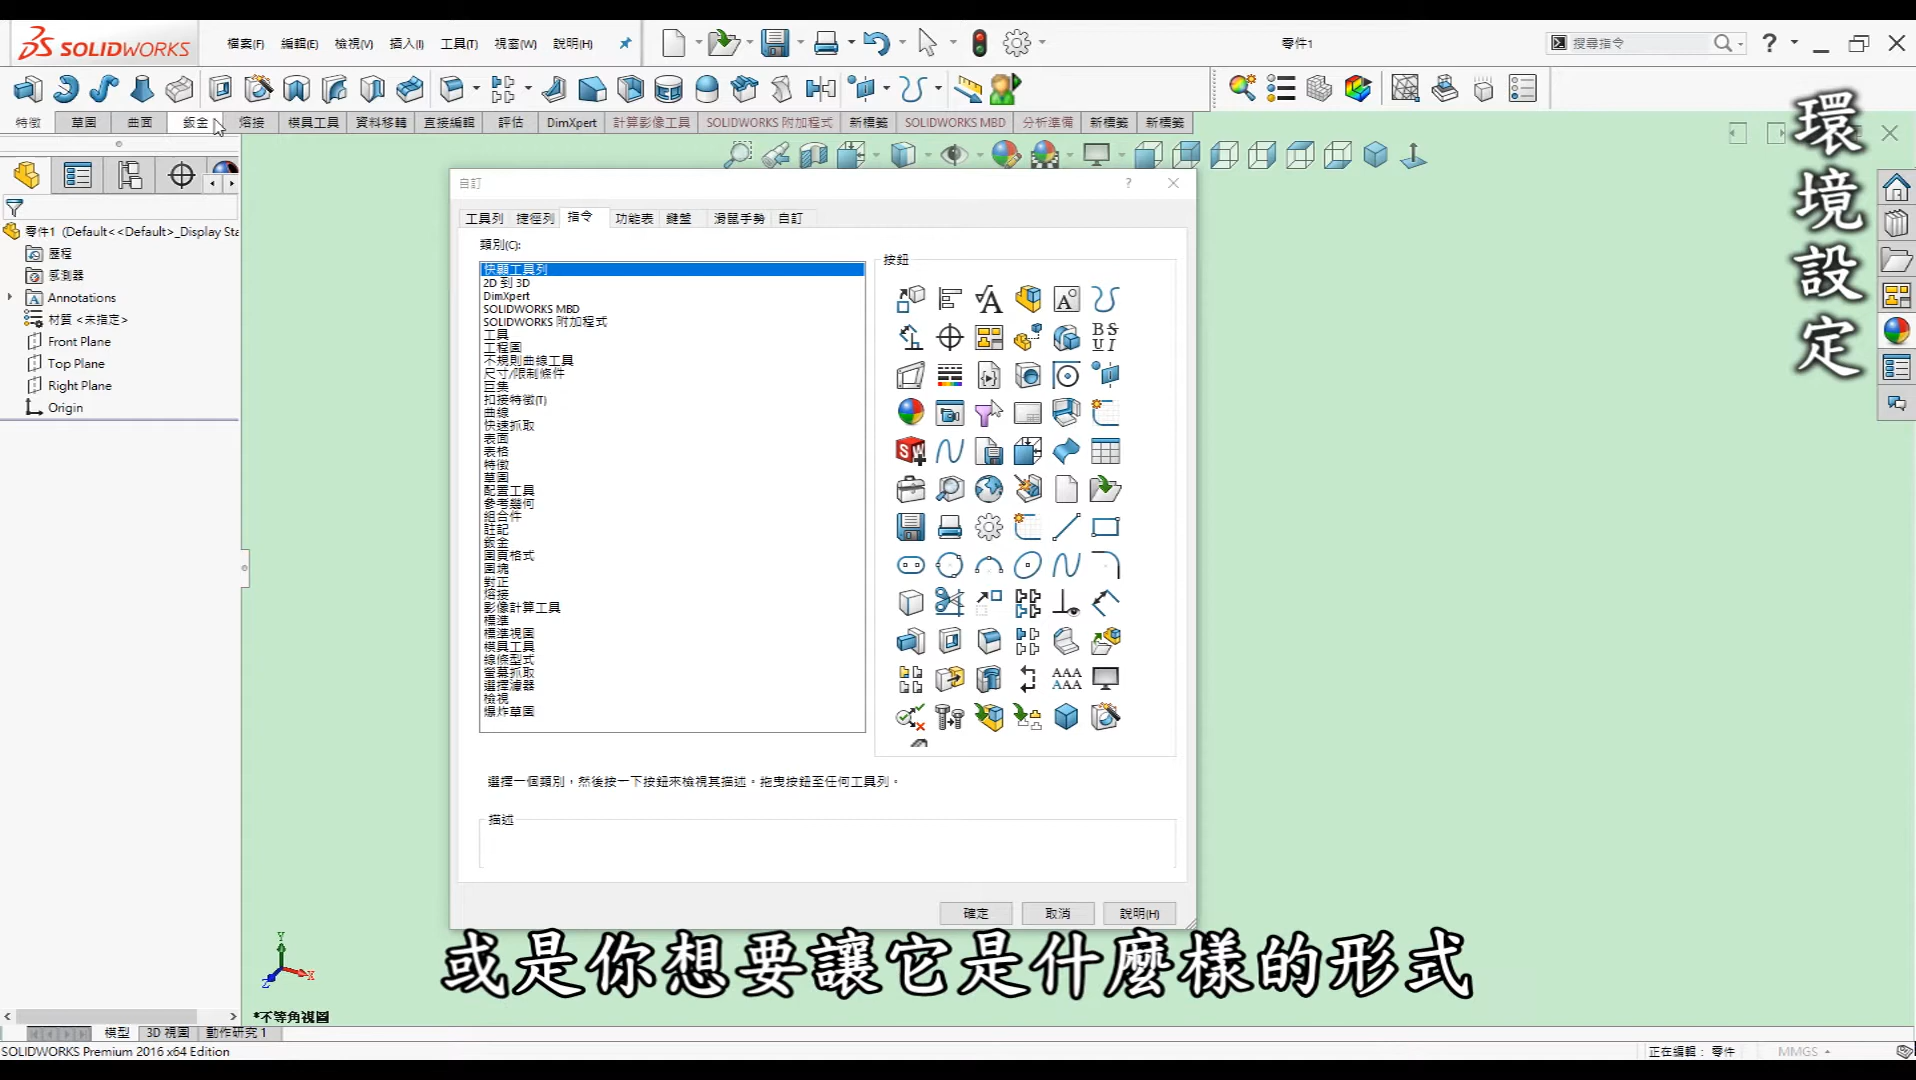 SOLIDWORKS
檔案(F) 編輯(E) 檢視(V) 插入(I) 工具(T) 視窗(W) 說明(H)
零件1
搜尋指令
特徵 草圖 曲面 鈑金 熔接 模具工具 資料移轉 直接編輯 評估 DimXpert 計算影像工具 SOLIDWORKS 附加程式 新標籤 SOLIDWORKS MBD 分析準備 新標籤 新標籤
環境設定
零件1 (Default<<Default>_Display Sta
歷程
感測器
Annotations
材質 <未指定>
Front Plane
Top Plane
Right Plane
Origin
自訂
工具列 捷徑列 指令 功能表 鍵盤 滑鼠手勢 自訂
類別(C):
快顯工具列
2D 到 3D
DimXpert
SOLIDWORKS MBD
SOLIDWORKS 附加程式
工具
工程圖
不規則曲線工具
尺寸/限制條件
巨集
扣接特徵(T)
曲線
快速抓取
表面
表格
特徵
草圖
配置工具
參考幾何
組合件
註記
鈑金
圖頁格式
圖塊
對正
熔接
影像計算工具
標準
標準視圖
模具工具
線條型式
螢幕抓取
選擇濾器
檢視
爆炸草圖
按鈕
選擇一個類別，然後按一下按鈕來檢視其描述。拖曳按鈕至任何工具列。
描述
確定 取消 說明(H)
或是你想要讓它是什麼樣的形式
Y
X
Z
*不等角視圖
模型 3D 視圖 動作研究 1
SOLIDWORKS Premium 2016 x64 Edition
正在編輯： 零件
MMGS